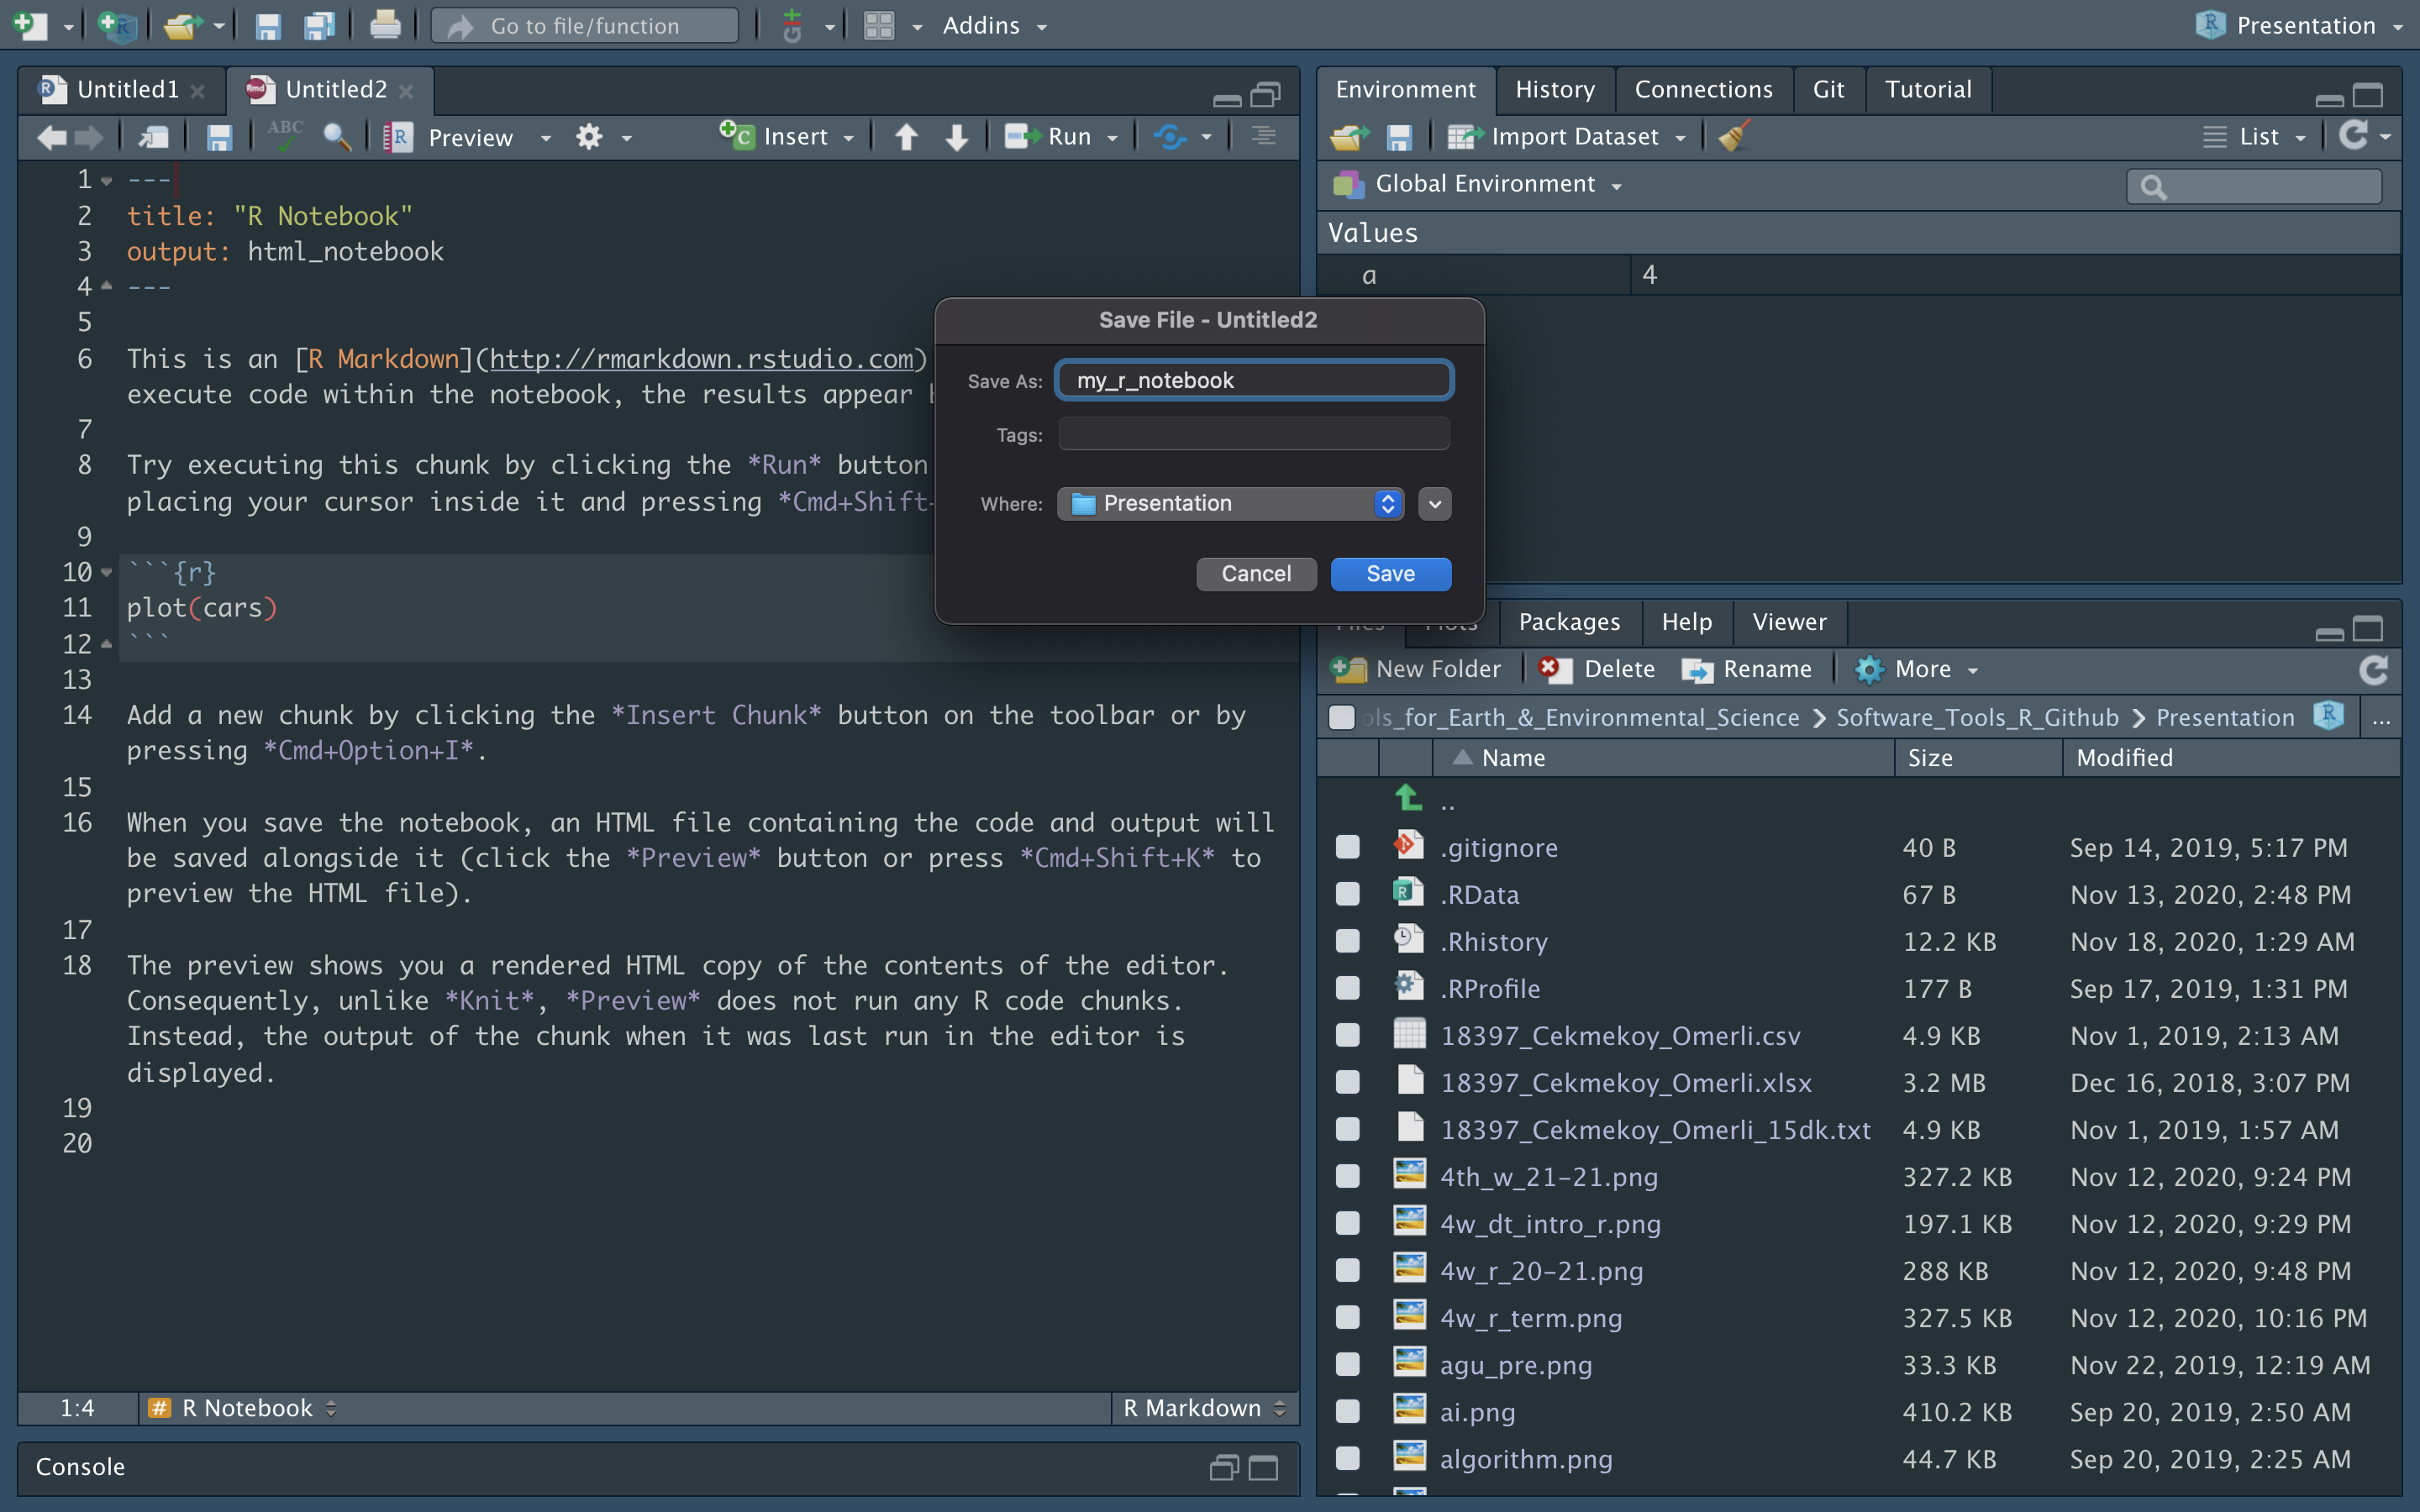 Go to file/function
Addins
Presentation
Untitled1
Untitled2
ABC
Preview
Insert
Run
1 ---
2 title: "R Notebook"
3 output: html_notebook
4 ---
5
6 This is an [R Markdown](http://rmarkdown.rstudio.com)
execute code within the notebook, the results appear
7
8 Try executing this chunk by clicking the *Run* button
placing your cursor inside it and pressing *Cmd+Shift
9
10 ```{r}
11 plot(cars)
12 ```
13
14 Add a new chunk by clicking the *Insert Chunk* button on the toolbar or by
pressing *Cmd+Option+I*.
15
16 When you save the notebook, an HTML file containing the code and output will
be saved alongside it (click the *Preview* button or press *Cmd+Shift+K* to
preview the HTML file).
17
18 The preview shows you a rendered HTML copy of the contents of the editor.
Consequently, unlike *Knit*, *Preview* does not run any R code chunks.
Instead, the output of the chunk when it was last run in the editor is
displayed.
19
20
1:4 # R Notebook R Markdown
Console
Save File - Untitled2
Save As: my_r_notebook
Tags:
Where: Presentation
Cancel Save
Environment History Connections Git Tutorial
Import Dataset List
Global Environment
Values
a 4
Files Plots Packages Help Viewer
New Folder Delete Rename More
ols_for_Earth_&_Environmental_Science > Software_Tools_R_Github > Presentation ...
Name Size Modified
..
.gitignore 40 B Sep 14, 2019, 5:17 PM
.RData 67 B Nov 13, 2020, 2:48 PM
.Rhistory 12.2 KB Nov 18, 2020, 1:29 AM
.RProfile 177 B Sep 17, 2019, 1:31 PM
18397_Cekmekoy_Omerli.csv 4.9 KB Nov 1, 2019, 2:13 AM
18397_Cekmekoy_Omerli.xlsx 3.2 MB Dec 16, 2018, 3:07 PM
18397_Cekmekoy_Omerli_15dk.txt 4.9 KB Nov 1, 2019, 1:57 AM
4th_w_21-21.png 327.2 KB Nov 12, 2020, 9:24 PM
4w_dt_intro_r.png 197.1 KB Nov 12, 2020, 9:29 PM
4w_r_20-21.png 288 KB Nov 12, 2020, 9:48 PM
4w_r_term.png 327.5 KB Nov 12, 2020, 10:16 PM
agu_pre.png 33.3 KB Nov 22, 2019, 12:19 AM
ai.png 410.2 KB Sep 20, 2019, 2:50 AM
algorithm.png 44.7 KB Sep 20, 2019, 2:25 AM